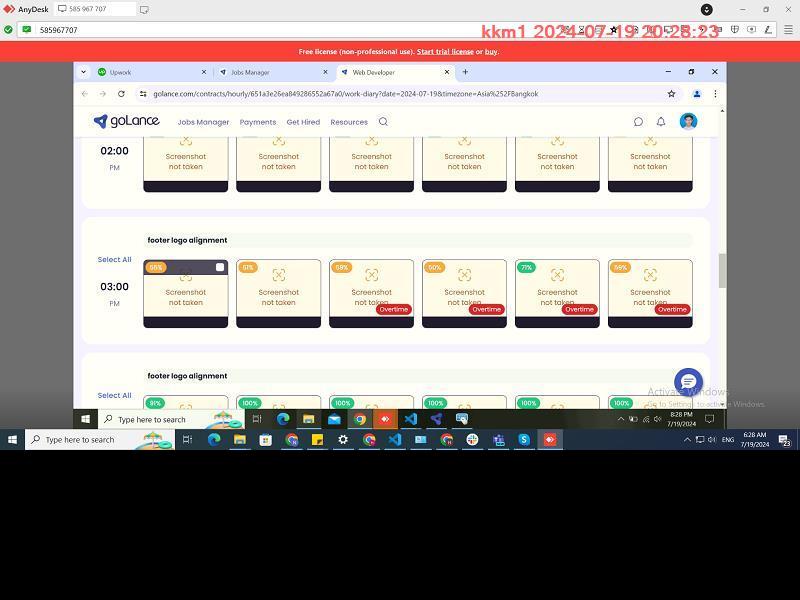 AnyDesk
585 967 707
585967707
kkm1 2024-07-19 20:28:23
Free license (non-professional use). Start trial license or buy.
Upwork
Jobs Manager
Web Developer
golance.com/contracts/hourly/651a3e26ea849286552a67a0/work-diary?date=2024-07-19&timezone=Asia%252FBangkok
goLance
Jobs Manager
Payments
Get Hired
Resources
02:00
PM
Screenshot not taken
Screenshot not taken
Screenshot not taken
Screenshot not taken
Screenshot not taken
Screenshot not taken
footer logo alignment
Select All
03:00
PM
Screenshot not taken
51%
Screenshot not taken
Screenshot not taken
Overtime
50%
Screenshot not taken
Overtime
71%
Screenshot not taken
Overtime
Screenshot not taken
Overtime
footer logo alignment
Select All
91%
100%
100%
100%
100%
100%
Activate Windows
Go to Settings to activate Windows.
Type here to search
8:28 PM
7/19/2024
Type here to search
ENG
6:28 AM
7/19/2024
23